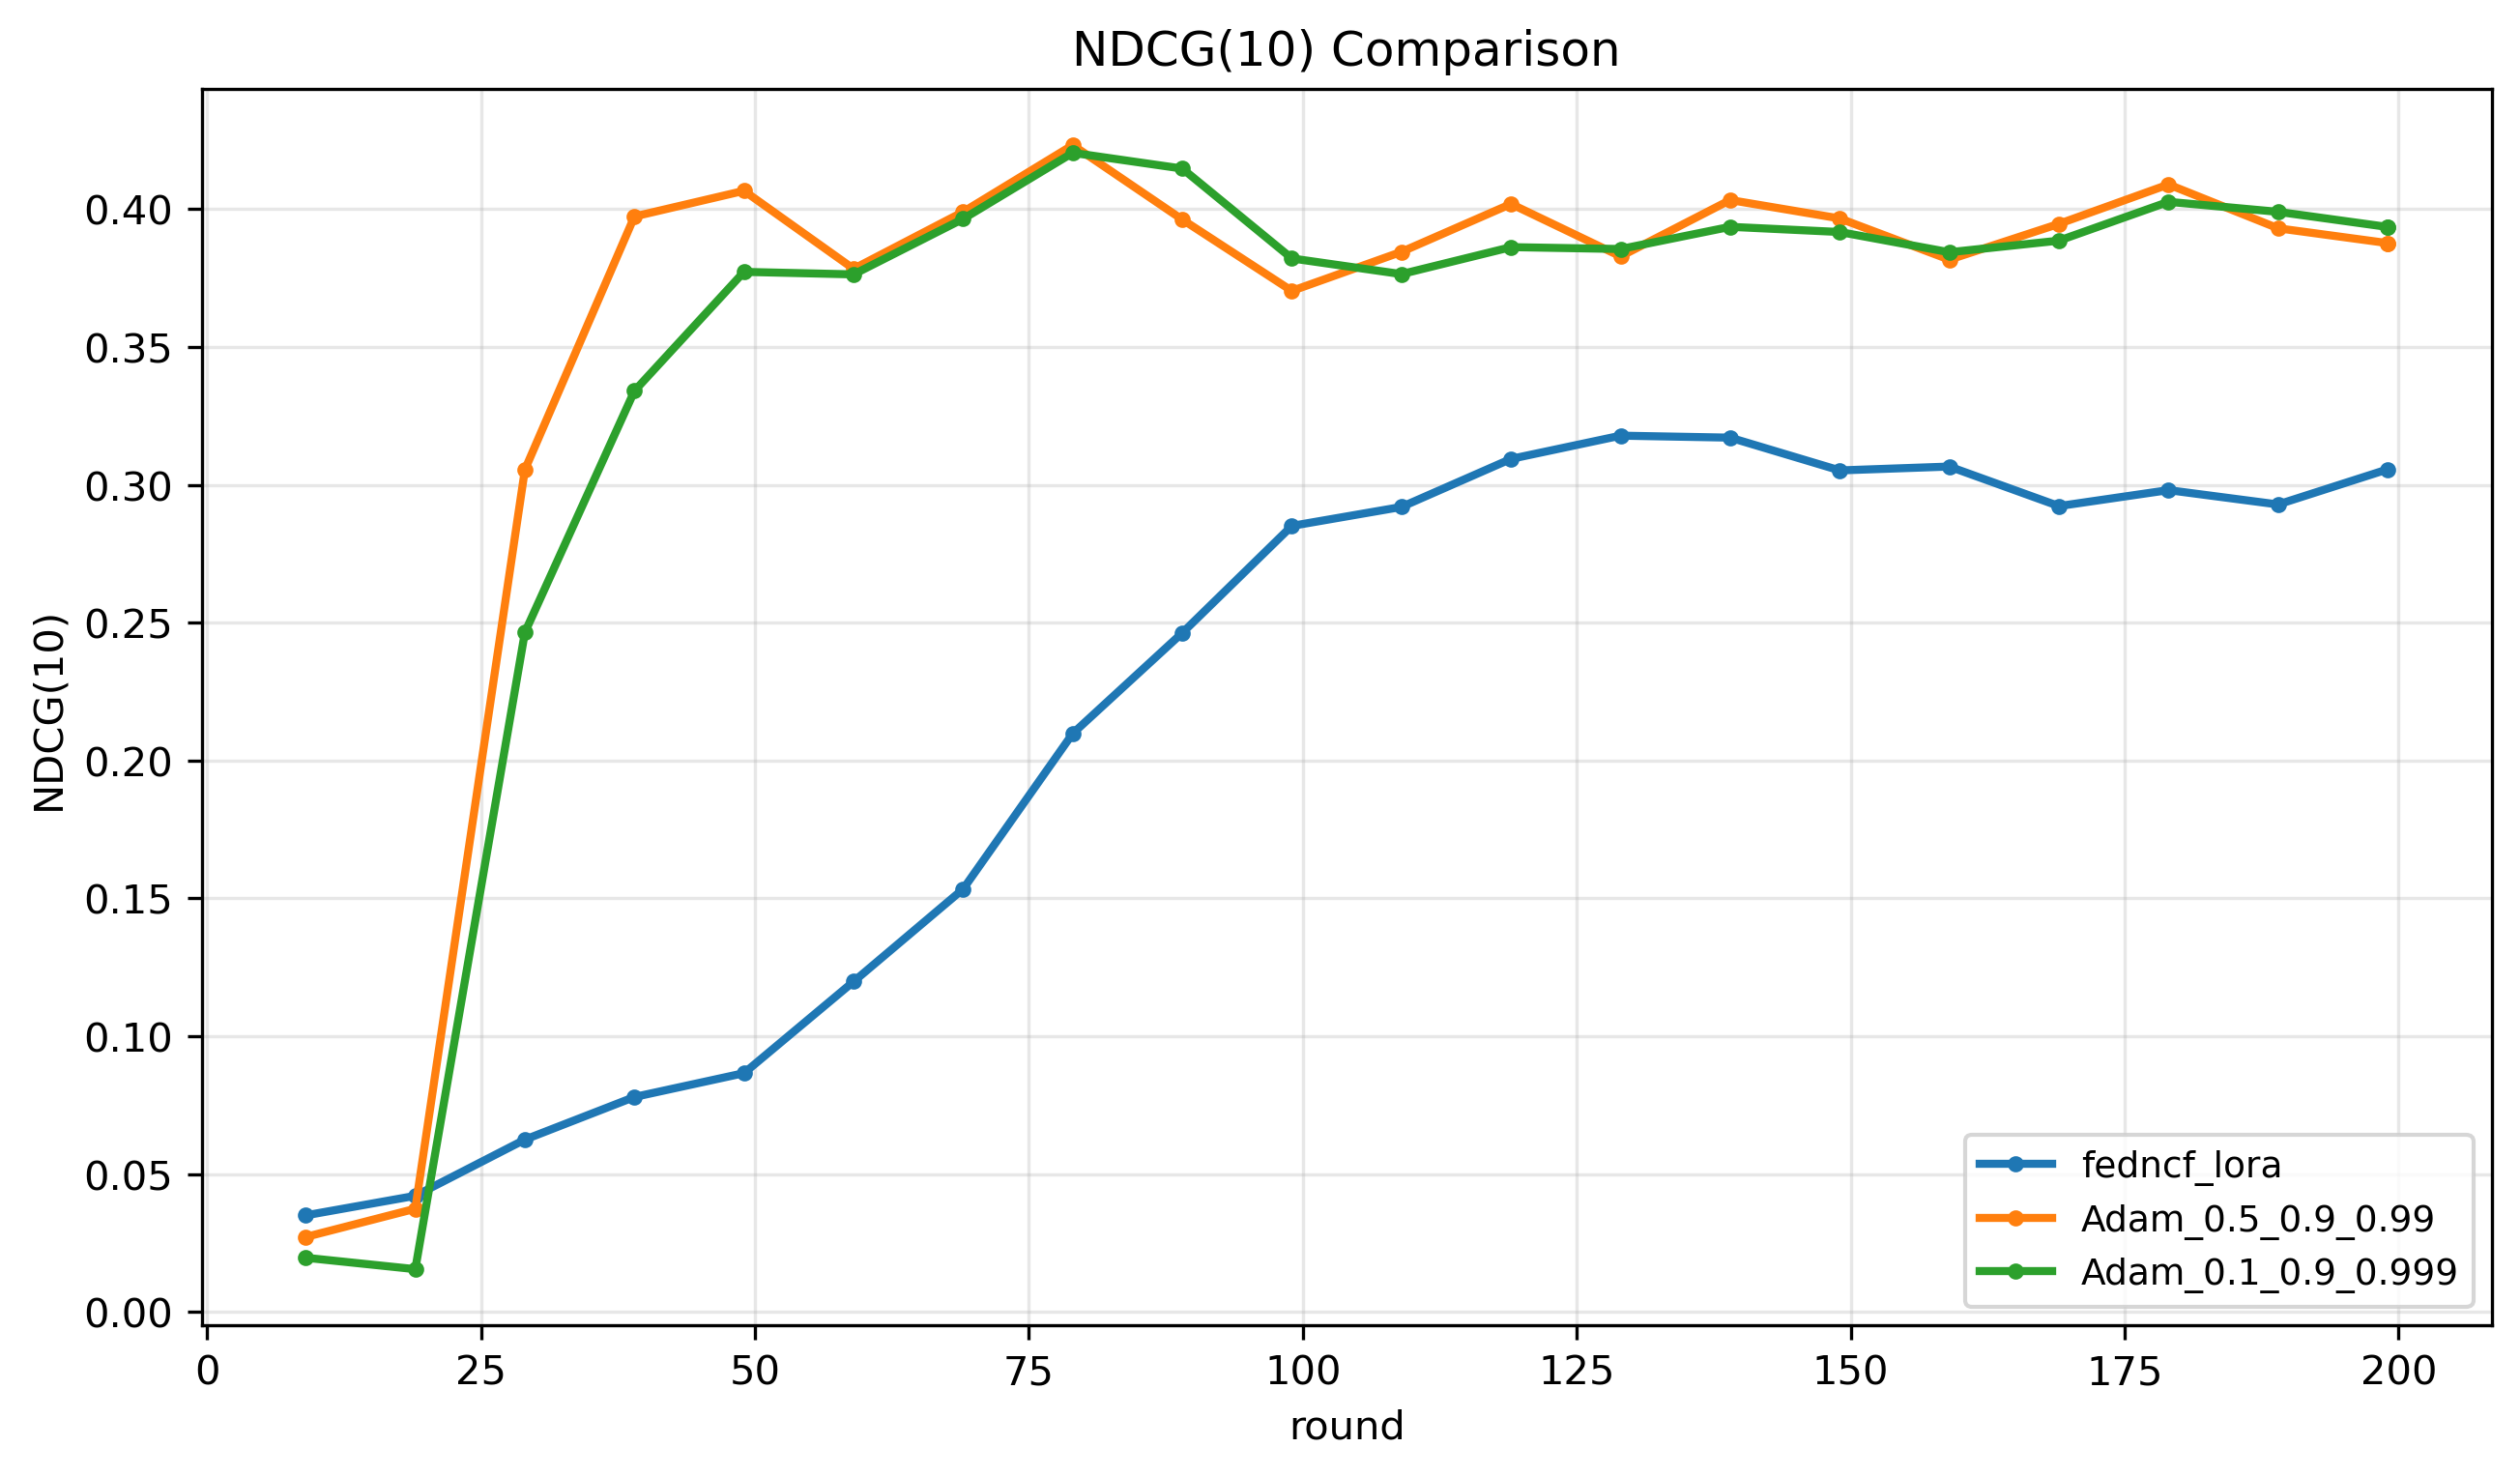 NDCG(10) Comparison
NDCG(10)
0.40
0.35
0.30
0.25
0.20
0.15
0.10
0.05
0.00
0 25 50 75 100 125 150 175 200
round
fedncf_lora
Adam_0.5_0.9_0.99
Adam_0.1_0.9_0.999